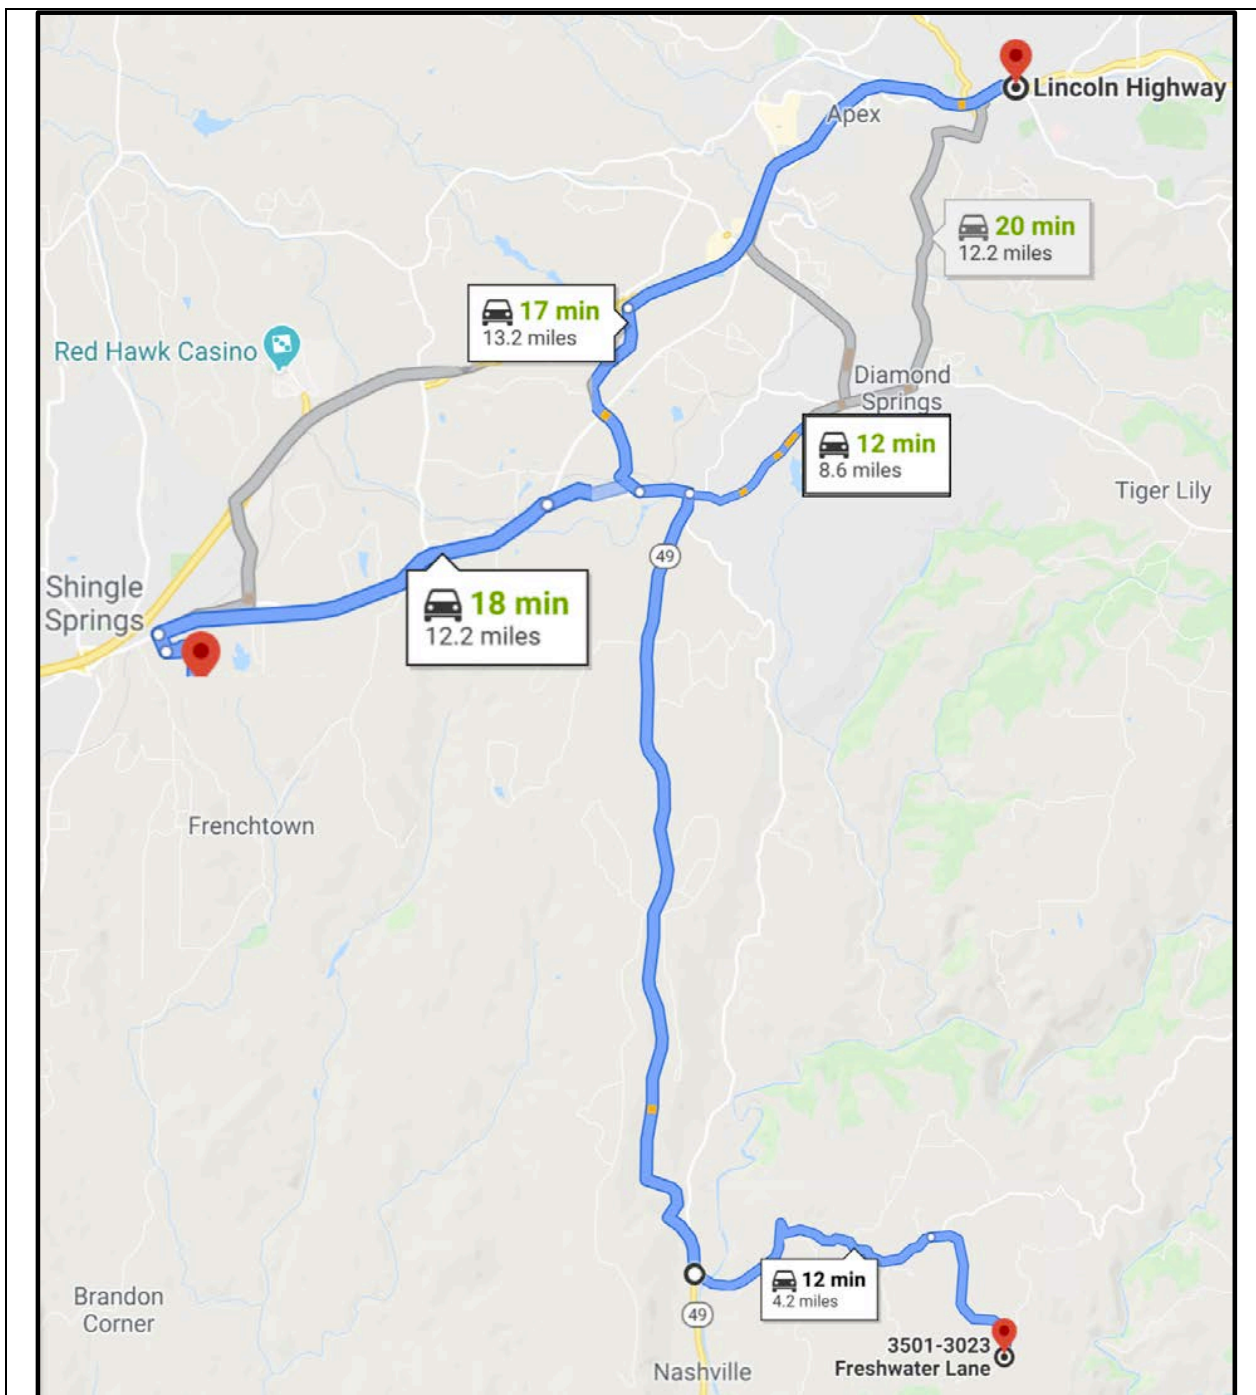 Lincoln Highway
Apex
20 min
12.2 miles
17 min
13.2 miles
Red Hawk Casino
Diamond
Springs
12 min
8.6 miles
Tiger Lily
49
Shingle
Springs
18 min
12.2 miles
Frenchtown
12 min
4.2 miles
Brandon
Corner
49
3501-3023
Freshwater Lane
Nashville